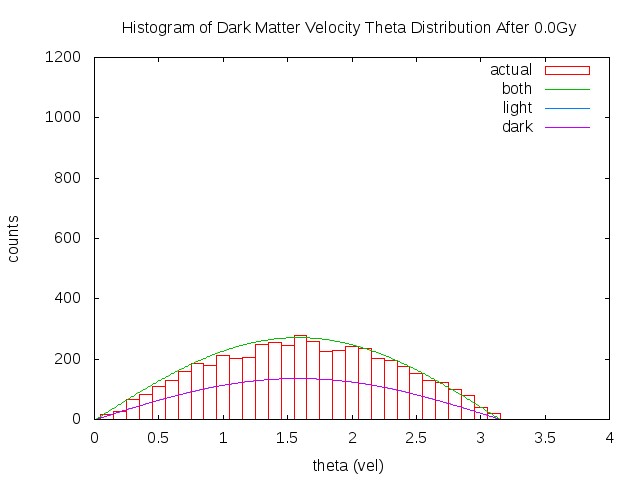 Histogram of Dark Matter Velocity Theta Distribution After 0.0Gy
actual
both
light
dark
1200
1000
800
600
400
200
0
counts
0 0.5 1 1.5 2 2.5 3 3.5 4
theta (vel)